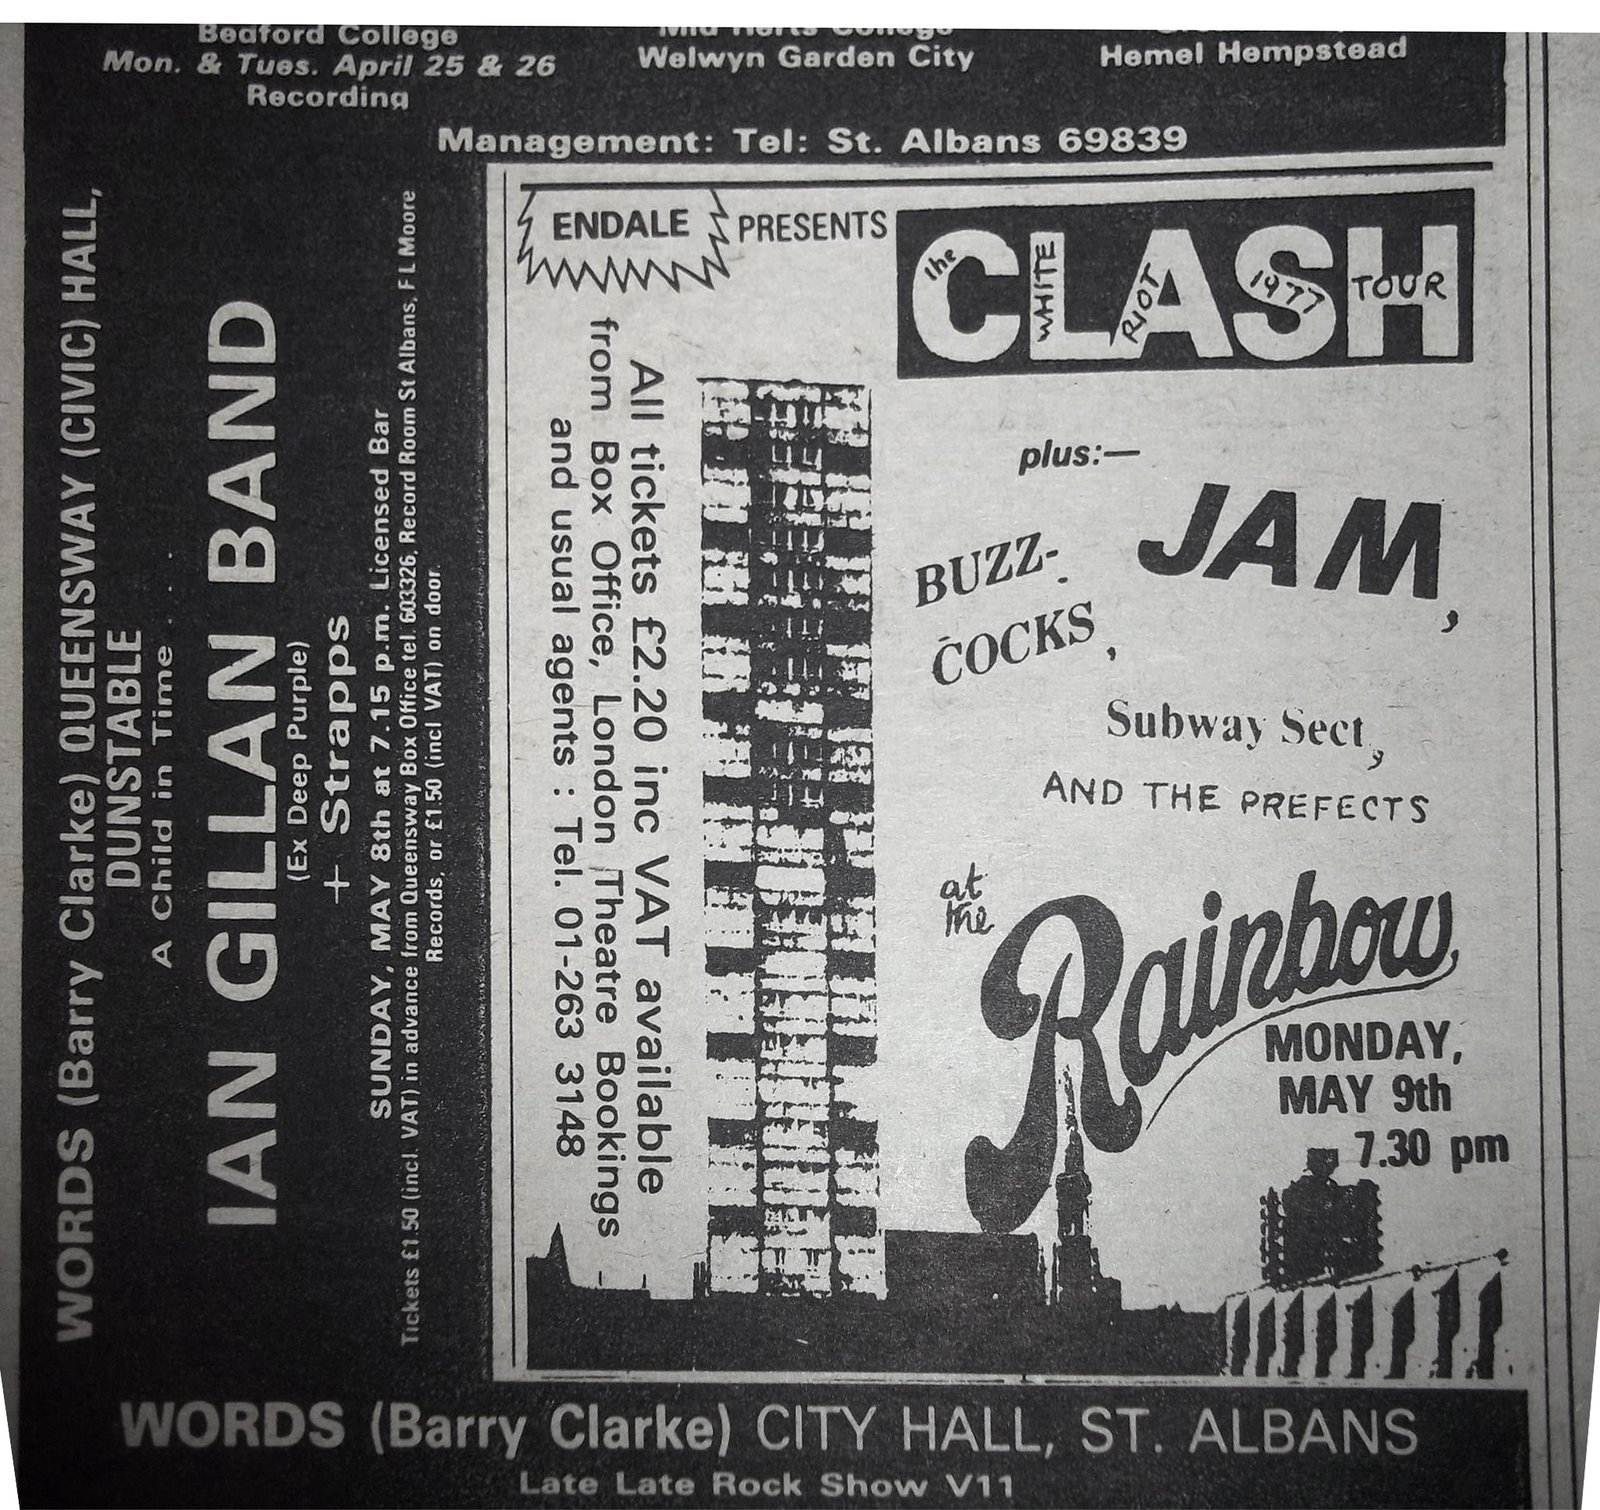 Bedford College
Mon. & Tues. April 25 & 26
Recording
Mid Herts College
Welwyn Garden City
Hemel Hempstead
Management: Tel: St. Albans 69839
WORDS (Barry Clarke) QUEENSWAY (CIVIC) HALL,
DUNSTABLE
A Child in Time . . .
IAN GILLAN BAND
(Ex Deep Purple)
+ Strapps
SUNDAY, MAY 8th at 7.15 p.m. Licensed Bar
Tickets £1.50 (incl. VAT) in advance from Queensway Box Office tel. 603326, Record Room St Albans, F L Moore
Records, or £1.50 (incl VAT) on door
ENDALE PRESENTS
the CLASH
WHITE RIOT 1977 TOUR
plus:—
JAM,
BUZZ-
COCKS,
Subway Sect,
AND THE PREFECTS
at
the
Rainbow
MONDAY,
MAY 9th
7.30 pm
All tickets £2.20 inc VAT available
from Box Office, London Theatre Bookings
and usual agents : Tel. 01-263 3148
WORDS (Barry Clarke) CITY HALL, ST. ALBANS
Late Late Rock Show V11